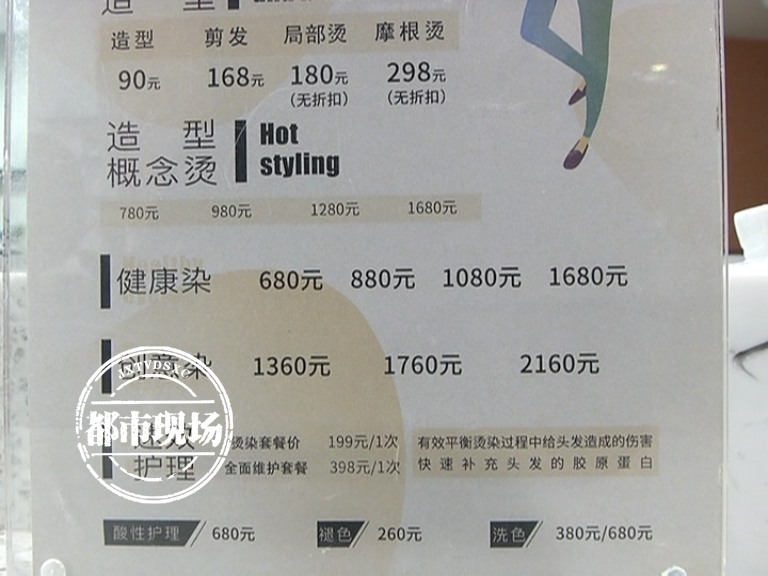 造 型
造型 剪发 局部烫 摩根烫
90元 168元 180元 298元
(无折扣) (无折扣)
造 型 Hot
概念烫 styling
780元 980元 1280元 1680元
健康染 680元 880元 1080元 1680元
创意染 1360元 1760元 2160元
JXTVDSXC
都市现场
烫染套餐价 199元/1次 有效平衡烫染过程中给头发造成的伤害
护理 全面维护套餐 398元/1次 快速补充头发的胶原蛋白
酸性护理 680元 褪色 260元 洗色 380元/680元